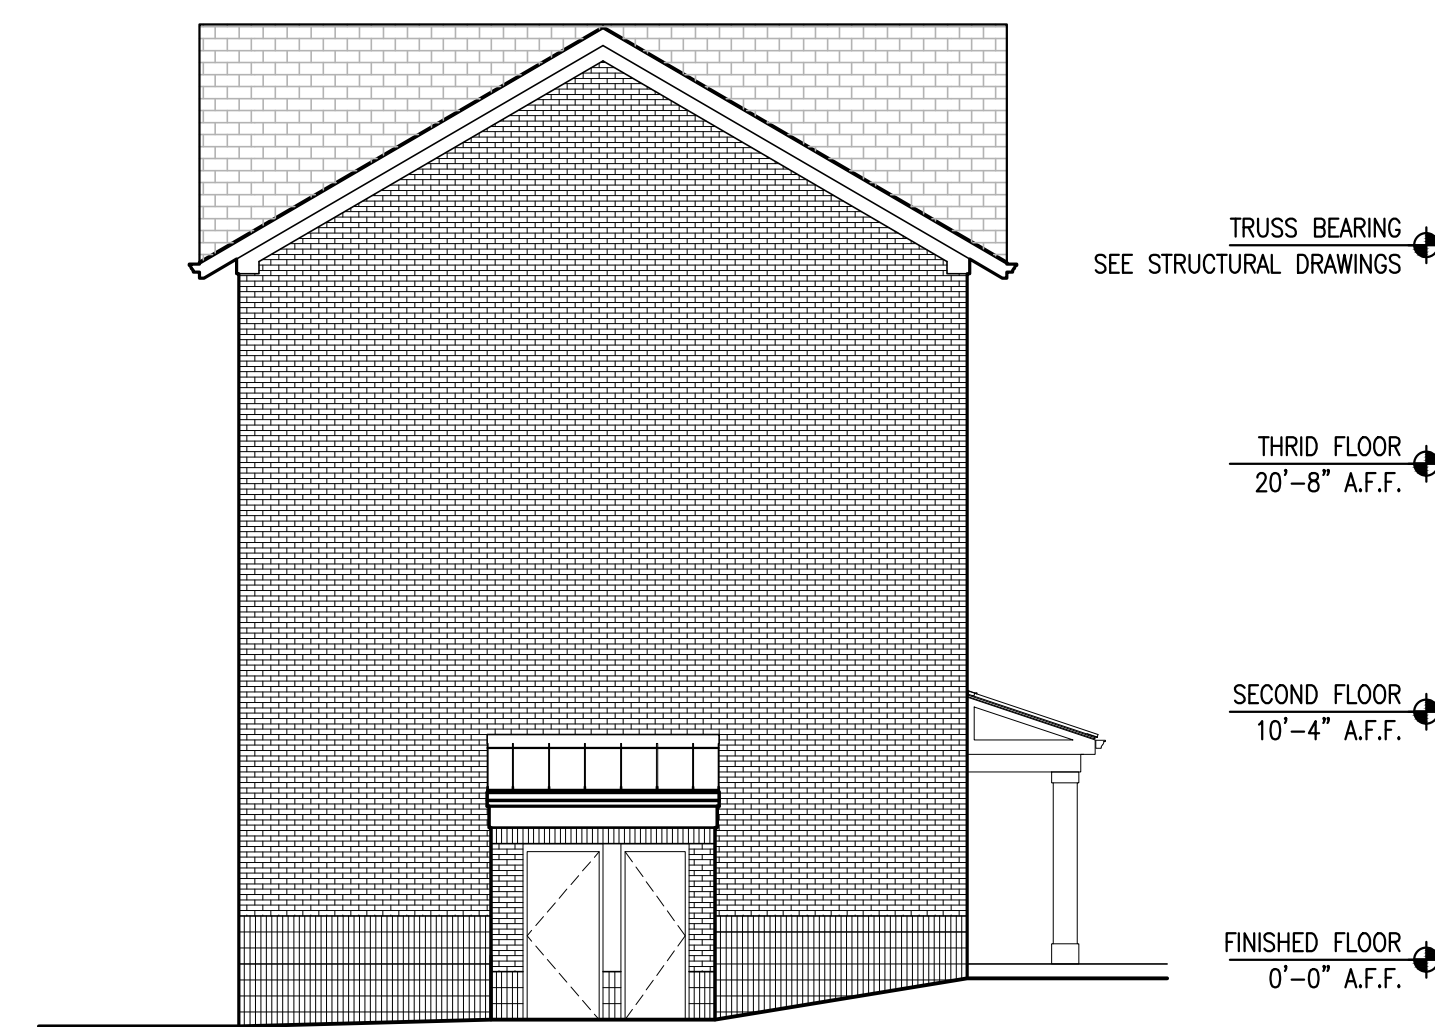 TRUSS BEARING
SEE STRUCTURAL DRAWINGS
THRID FLOOR
20'-8" A.F.F.
SECOND FLOOR
10'-4" A.F.F.
FINISHED FLOOR
0'-0" A.F.F.